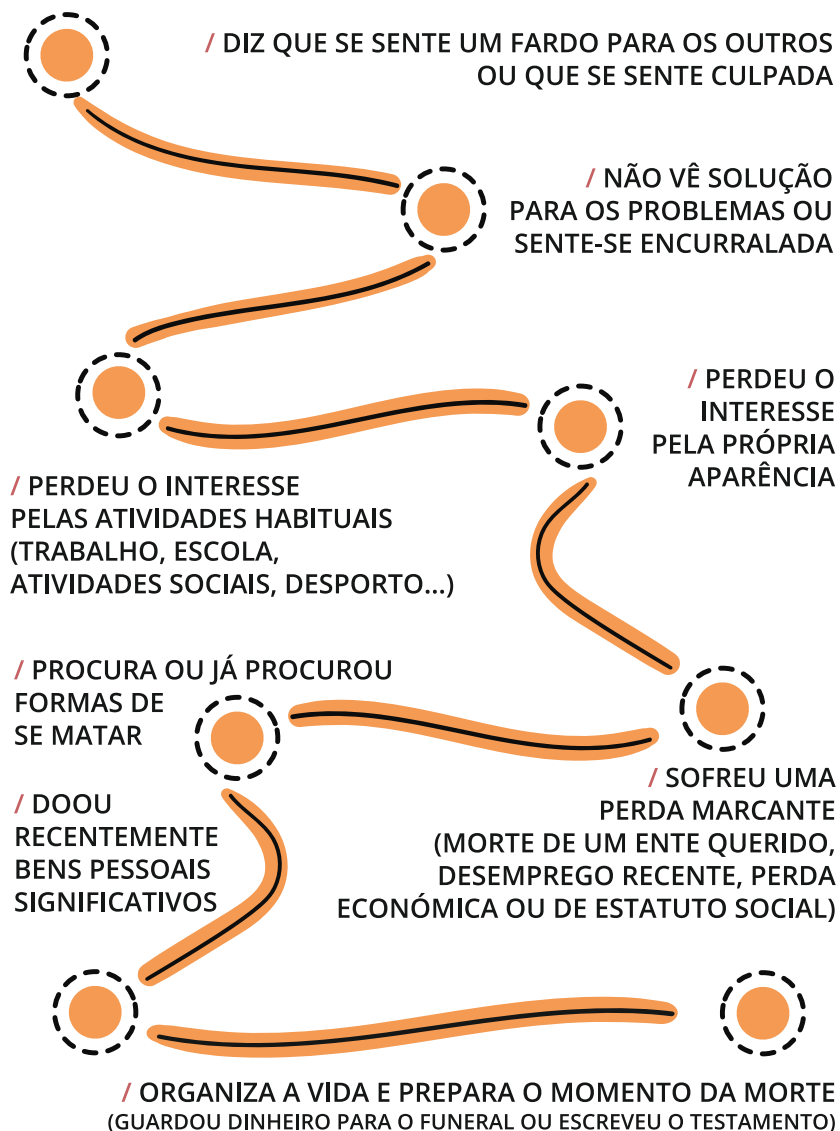 / DIZ QUE SE SENTE UM FARDO PARA OS OUTROS
OU QUE SE SENTE CULPADA
/ NÃO VÊ SOLUÇÃO
PARA OS PROBLEMAS OU
SENTE-SE ENCURRALADA
/ PERDEU O
INTERESSE
PELA PRÓPRIA
APARÊNCIA
/ PERDEU O INTERESSE
PELAS ATIVIDADES HABITUAIS
(TRABALHO, ESCOLA,
ATIVIDADES SOCIAIS, DESPORTO...)
/ PROCURA OU JÁ PROCUROU
FORMAS DE
SE MATAR
/ SOFREU UMA
PERDA MARCANTE
(MORTE DE UM ENTE QUERIDO,
DESEMPREGO RECENTE, PERDA
ECONÓMICA OU DE ESTATUTO SOCIAL)
/ DOOU
RECENTEMENTE
BENS PESSOAIS
SIGNIFICATIVOS
/ ORGANIZA A VIDA E PREPARA O MOMENTO DA MORTE
(GUARDOU DINHEIRO PARA O FUNERAL OU ESCREVEU O TESTAMENTO)